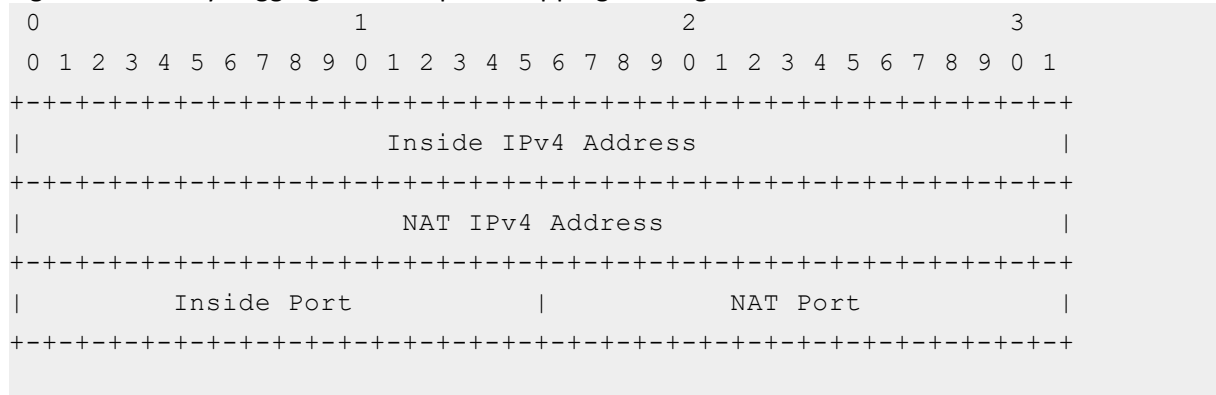 0                   1                   2                   3
0 1 2 3 4 5 6 7 8 9 0 1 2 3 4 5 6 7 8 9 0 1 2 3 4 5 6 7 8 9 0 1
+-+-+-+-+-+-+-+-+-+-+-+-+-+-+-+-+-+-+-+-+-+-+-+-+-+-+-+-+-+-+-+-+
|                      Inside IPv4 Address                      |
+-+-+-+-+-+-+-+-+-+-+-+-+-+-+-+-+-+-+-+-+-+-+-+-+-+-+-+-+-+-+-+-+
|                       NAT IPv4 Address                        |
+-+-+-+-+-+-+-+-+-+-+-+-+-+-+-+-+-+-+-+-+-+-+-+-+-+-+-+-+-+-+-+-+
|         Inside Port           |           NAT Port            |
+-+-+-+-+-+-+-+-+-+-+-+-+-+-+-+-+-+-+-+-+-+-+-+-+-+-+-+-+-+-+-+-+